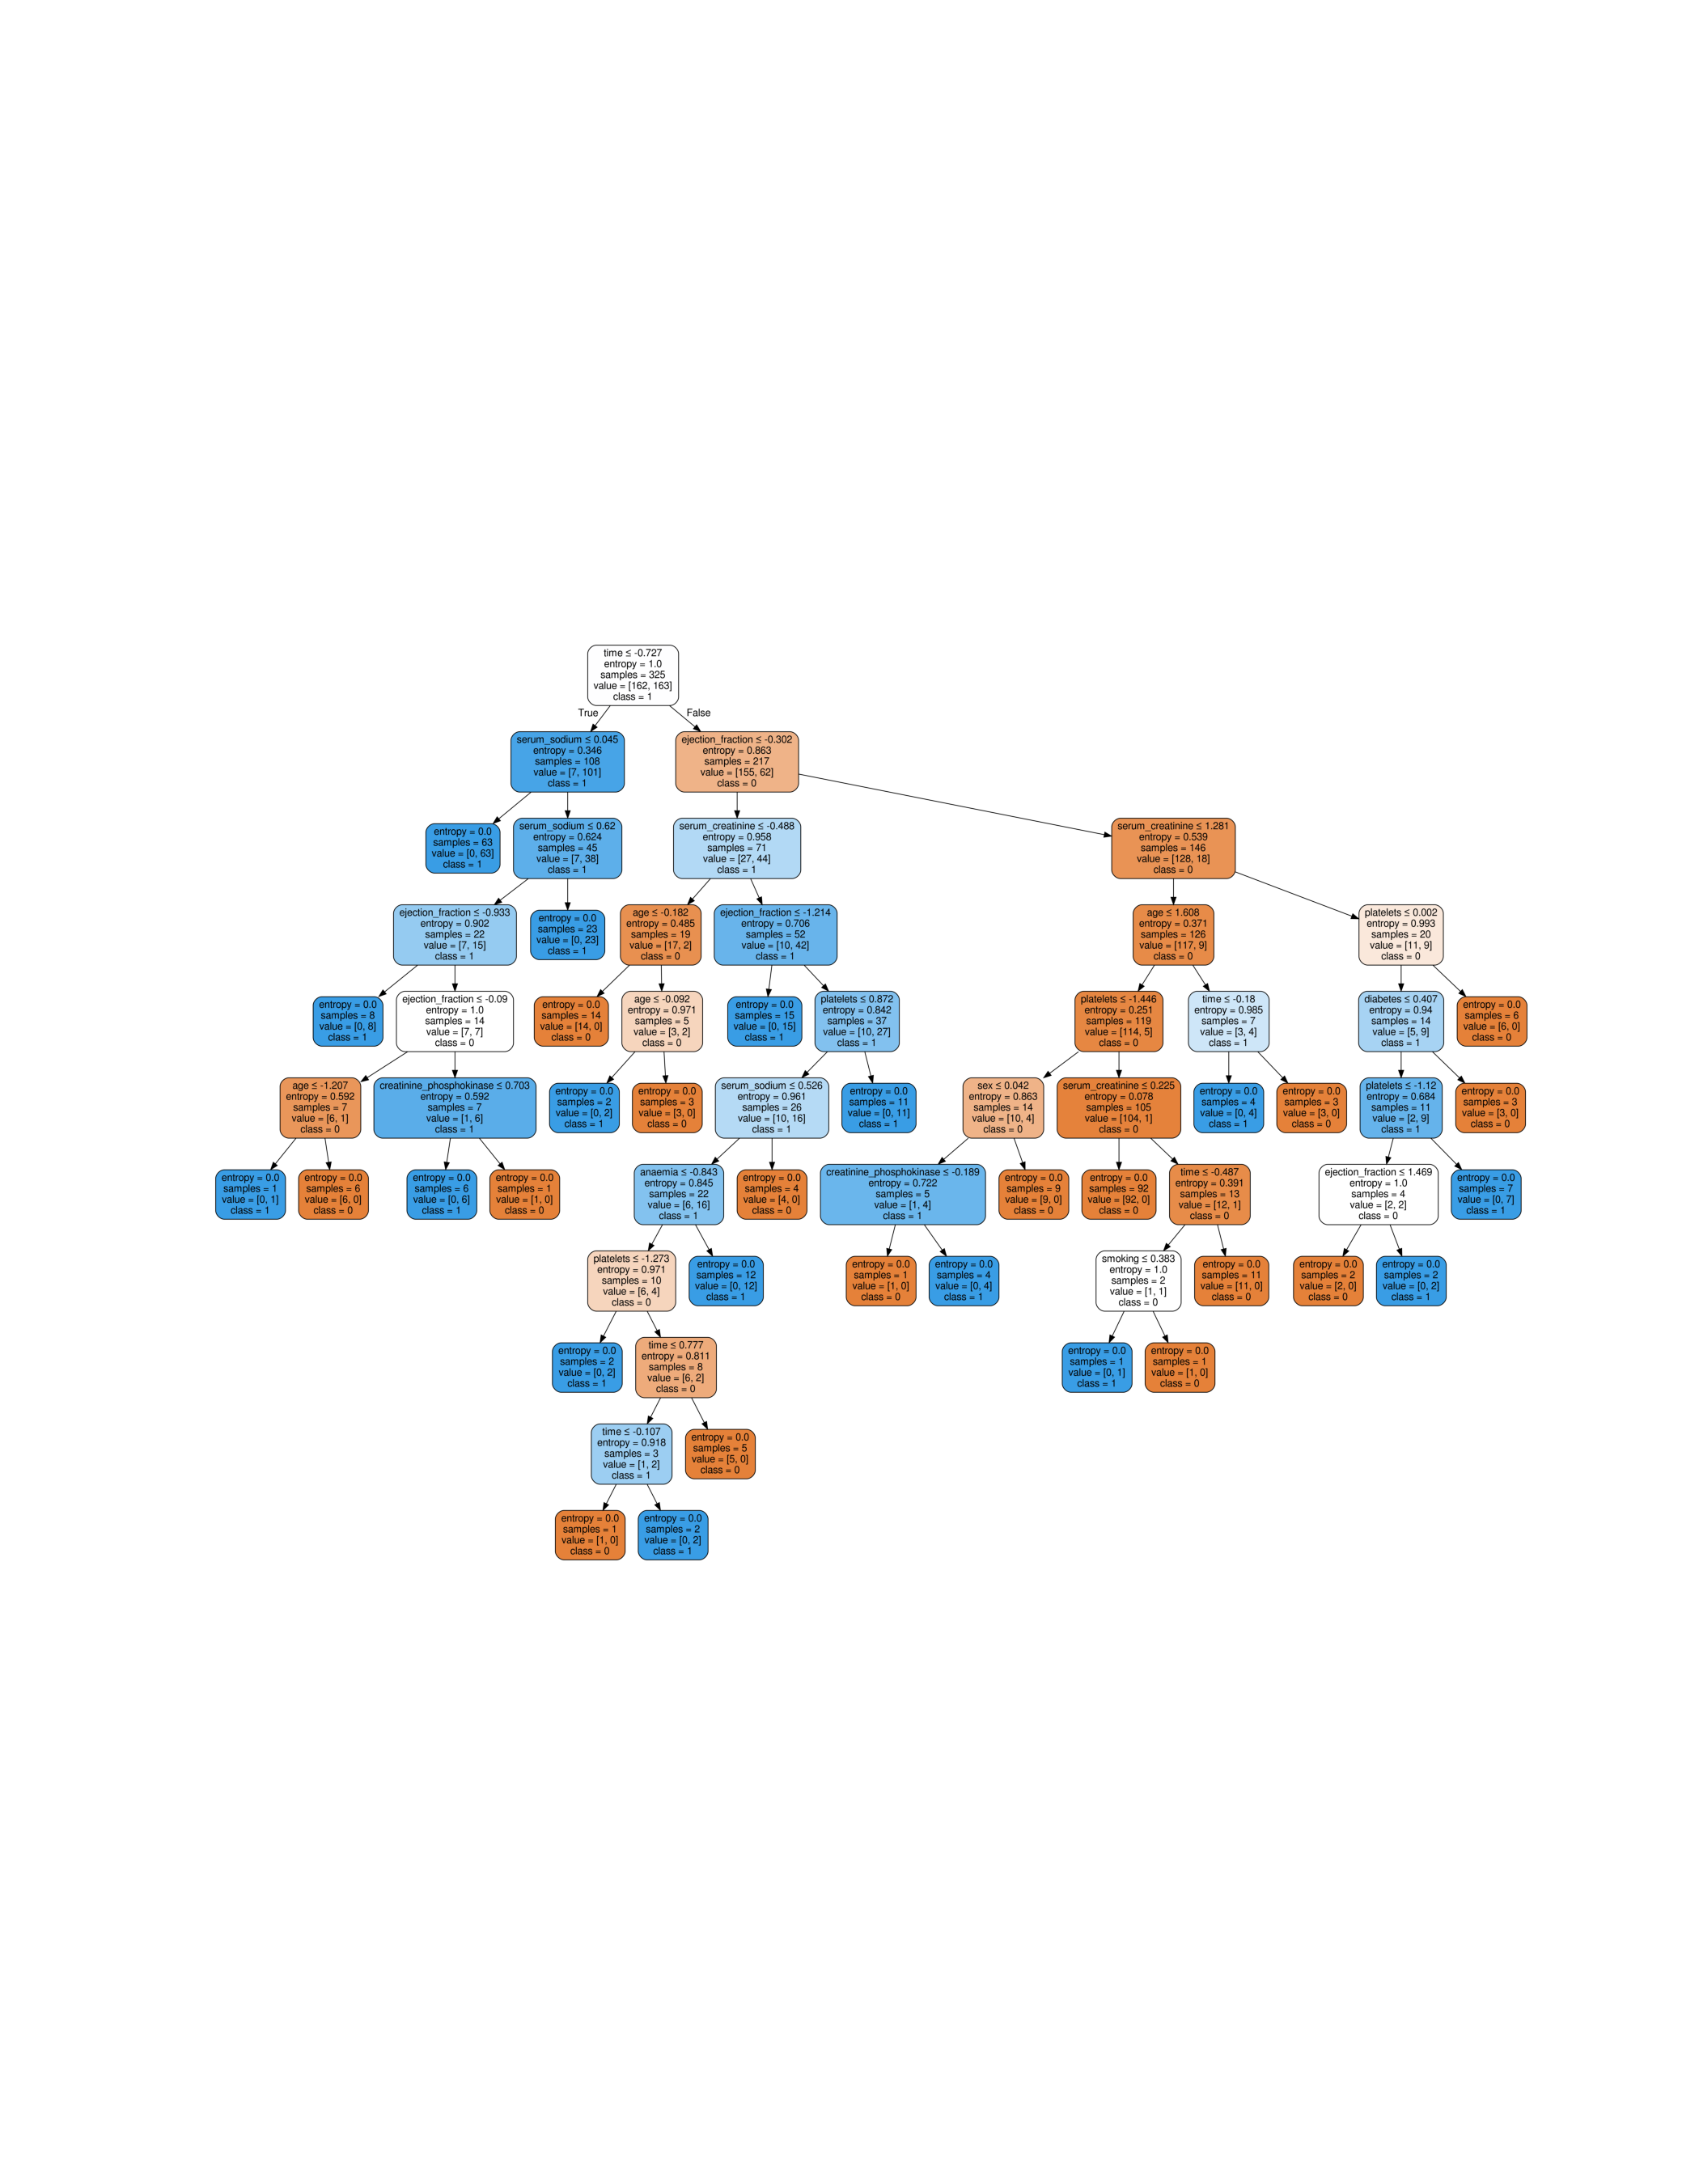 time ≤ -0.727
entropy = 1.0
samples = 325
value = [162, 163]
class = 1
True
False
serum_sodium ≤ 0.045
entropy = 0.346
samples = 108
value = [7, 101]
class = 1
ejection_fraction ≤ -0.302
entropy = 0.863
samples = 217
value = [155, 62]
class = 0
entropy = 0.0
samples = 63
value = [0, 63]
class = 1
serum_sodium ≤ 0.62
entropy = 0.624
samples = 45
value = [7, 38]
class = 1
serum_creatinine ≤ -0.488
entropy = 0.958
samples = 71
value = [27, 44]
class = 1
serum_creatinine ≤ 1.281
entropy = 0.539
samples = 146
value = [128, 18]
class = 0
ejection_fraction ≤ -0.933
entropy = 0.902
samples = 22
value = [7, 15]
class = 1
entropy = 0.0
samples = 23
value = [0, 23]
class = 1
age ≤ -0.182
entropy = 0.485
samples = 19
value = [17, 2]
class = 0
ejection_fraction ≤ -1.214
entropy = 0.706
samples = 52
value = [10, 42]
class = 1
age ≤ 1.608
entropy = 0.371
samples = 126
value = [117, 9]
class = 0
platelets ≤ 0.002
entropy = 0.993
samples = 20
value = [11, 9]
class = 0
entropy = 0.0
samples = 8
value = [0, 8]
class = 1
ejection_fraction ≤ -0.09
entropy = 1.0
samples = 14
value = [7, 7]
class = 0
entropy = 0.0
samples = 14
value = [14, 0]
class = 0
age ≤ -0.092
entropy = 0.971
samples = 5
value = [3, 2]
class = 0
entropy = 0.0
samples = 15
value = [0, 15]
class = 1
platelets ≤ 0.872
entropy = 0.842
samples = 37
value = [10, 27]
class = 1
platelets ≤ -1.446
entropy = 0.251
samples = 119
value = [114, 5]
class = 0
time ≤ -0.18
entropy = 0.985
samples = 7
value = [3, 4]
class = 1
diabetes ≤ 0.407
entropy = 0.94
samples = 14
value = [5, 9]
class = 1
entropy = 0.0
samples = 6
value = [6, 0]
class = 0
age ≤ -1.207
entropy = 0.592
samples = 7
value = [6, 1]
class = 0
creatinine_phosphokinase ≤ 0.703
entropy = 0.592
samples = 7
value = [1, 6]
class = 1
entropy = 0.0
samples = 2
value = [0, 2]
class = 1
entropy = 0.0
samples = 3
value = [3, 0]
class = 0
serum_sodium ≤ 0.526
entropy = 0.961
samples = 26
value = [10, 16]
class = 1
entropy = 0.0
samples = 11
value = [0, 11]
class = 1
sex ≤ 0.042
entropy = 0.863
samples = 14
value = [10, 4]
class = 0
serum_creatinine ≤ 0.225
entropy = 0.078
samples = 105
value = [104, 1]
class = 0
entropy = 0.0
samples = 4
value = [0, 4]
class = 1
entropy = 0.0
samples = 3
value = [3, 0]
class = 0
platelets ≤ -1.12
entropy = 0.684
samples = 11
value = [2, 9]
class = 1
entropy = 0.0
samples = 3
value = [3, 0]
class = 0
entropy = 0.0
samples = 1
value = [0, 1]
class = 1
entropy = 0.0
samples = 6
value = [6, 0]
class = 0
entropy = 0.0
samples = 6
value = [0, 6]
class = 1
entropy = 0.0
samples = 1
value = [1, 0]
class = 0
anaemia ≤ -0.843
entropy = 0.845
samples = 22
value = [6, 16]
class = 1
entropy = 0.0
samples = 4
value = [4, 0]
class = 0
creatinine_phosphokinase ≤ -0.189
entropy = 0.722
samples = 5
value = [1, 4]
class = 1
entropy = 0.0
samples = 9
value = [9, 0]
class = 0
entropy = 0.0
samples = 92
value = [92, 0]
class = 0
time ≤ -0.487
entropy = 0.391
samples = 13
value = [12, 1]
class = 0
ejection_fraction ≤ 1.469
entropy = 1.0
samples = 4
value = [2, 2]
class = 0
entropy = 0.0
samples = 7
value = [0, 7]
class = 1
platelets ≤ -1.273
entropy = 0.971
samples = 10
value = [6, 4]
class = 0
entropy = 0.0
samples = 12
value = [0, 12]
class = 1
entropy = 0.0
samples = 1
value = [1, 0]
class = 0
entropy = 0.0
samples = 4
value = [0, 4]
class = 1
smoking ≤ 0.383
entropy = 1.0
samples = 2
value = [1, 1]
class = 0
entropy = 0.0
samples = 11
value = [11, 0]
class = 0
entropy = 0.0
samples = 2
value = [2, 0]
class = 0
entropy = 0.0
samples = 2
value = [0, 2]
class = 1
entropy = 0.0
samples = 2
value = [0, 2]
class = 1
time ≤ 0.777
entropy = 0.811
samples = 8
value = [6, 2]
class = 0
entropy = 0.0
samples = 1
value = [0, 1]
class = 1
entropy = 0.0
samples = 1
value = [1, 0]
class = 0
time ≤ -0.107
entropy = 0.918
samples = 3
value = [1, 2]
class = 1
entropy = 0.0
samples = 5
value = [5, 0]
class = 0
entropy = 0.0
samples = 1
value = [1, 0]
class = 0
entropy = 0.0
samples = 2
value = [0, 2]
class = 1